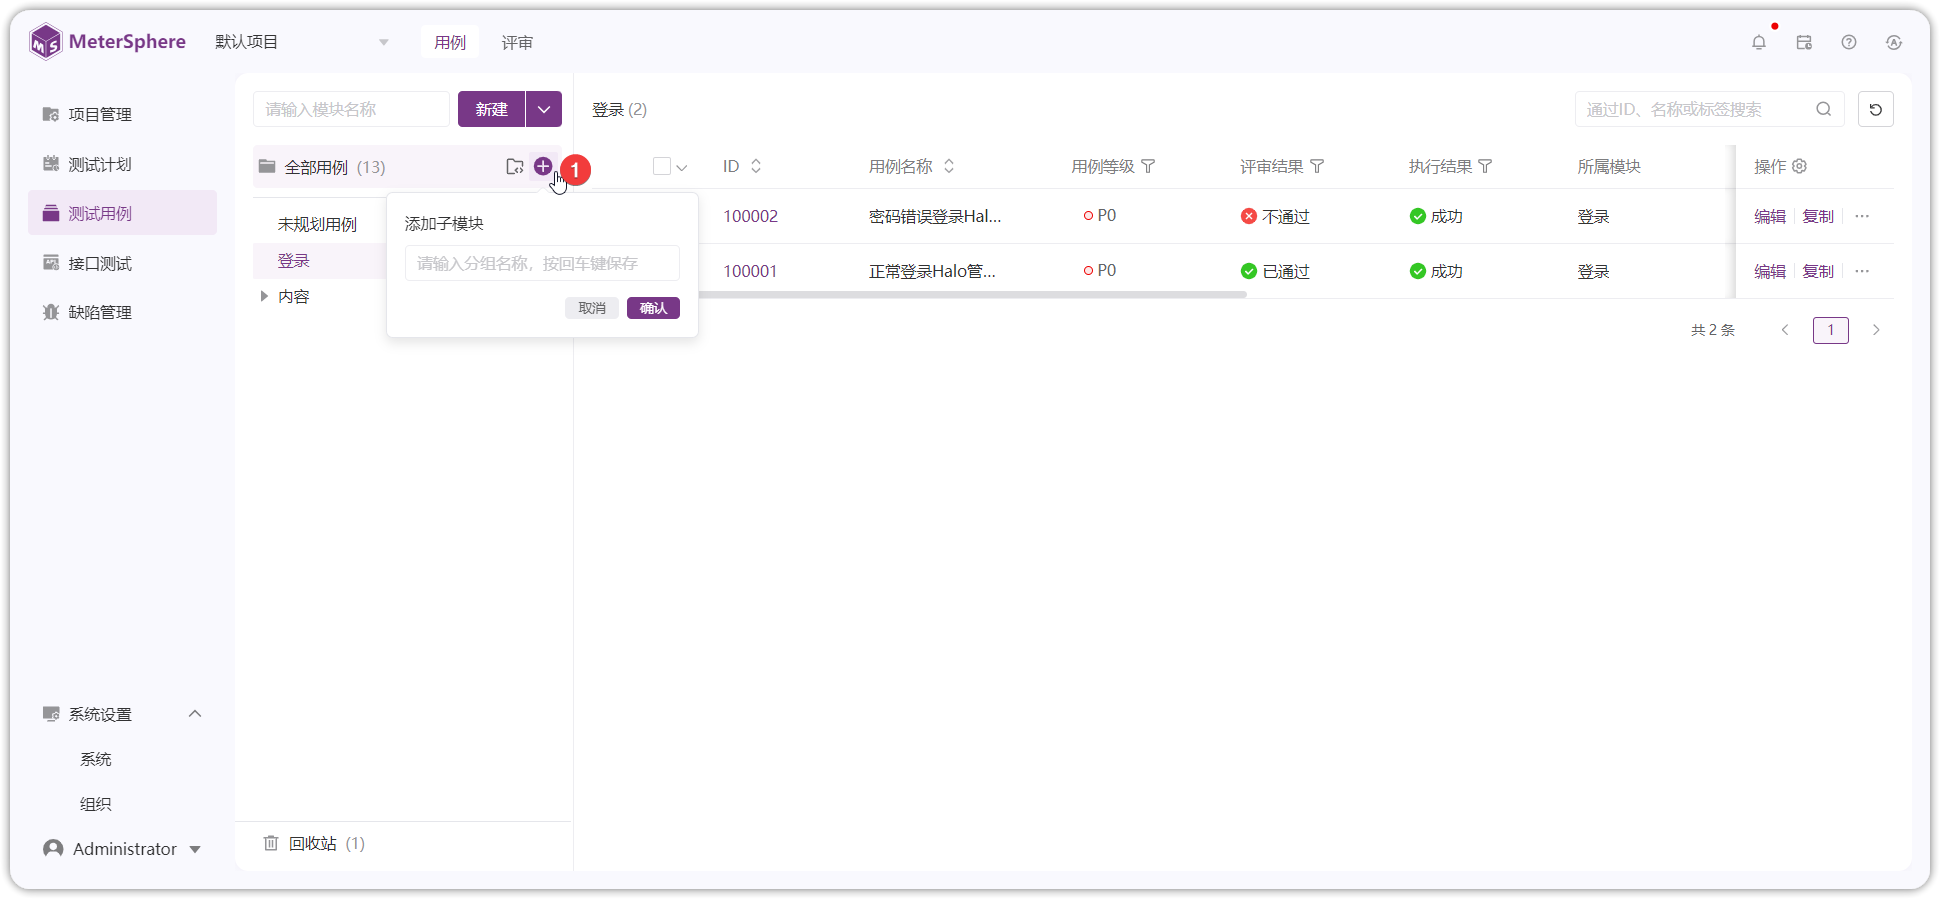 MeterSphere
默认项目
用例
评审
项目管理
测试计划
测试用例
接口测试
缺陷管理
系统设置
系统
组织
Administrator
请输入模块名称
新建
全部用例 (13)
1
未规划用例
登录
内容
添加子模块
请输入分组名称，按回车键保存
取消
确认
回收站 (1)
登录 (2)
通过ID、名称或标签搜索
ID 用例名称 用例等级 评审结果 执行结果 所属模块 操作
100002 密码错误登录Hal... P0 不通过 成功 登录 编辑 复制 ···
100001 正常登录Halo管... P0 已通过 成功 登录 编辑 复制 ···
共 2 条 1